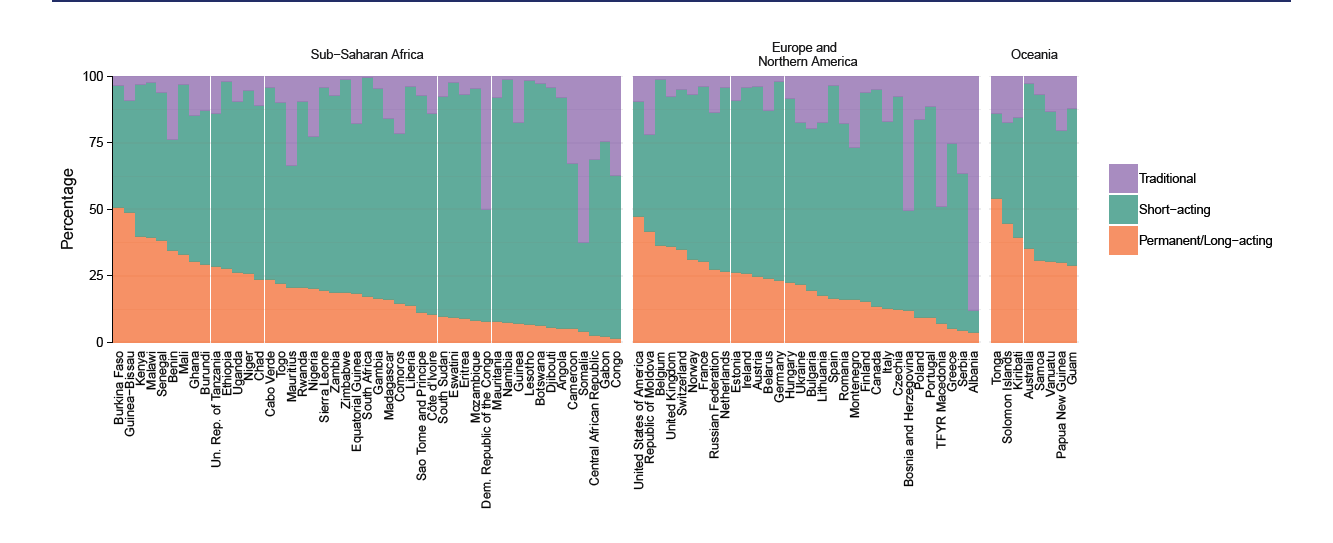 Sub−Saharan Africa
Europe and
Northern America
Oceania
Percentage
100
75
50
25
0
Traditional
Short−acting
Permanent/Long−acting
Burkina Faso
Guinea−Bissau
Kenya
Malawi
Senegal
Benin
Mali
Ghana
Burundi
Un. Rep. of Tanzania
Ethiopia
Uganda
Niger
Chad
Cabo Verde
Togo
Mauritius
Rwanda
Nigeria
Sierra Leone
Zambia
Zimbabwe
Equatorial Guinea
South Africa
Gambia
Madagascar
Comoros
Liberia
Sao Tome and Principe
Côte d'Ivoire
South Sudan
Eswatini
Eritrea
Mozambique
Dem. Republic of the Congo
Mauritania
Namibia
Guinea
Lesotho
Botswana
Djibouti
Angola
Cameroon
Somalia
Central African Republic
Gabon
Congo
United States of America
Republic of Moldova
Belgium
United Kingdom
Switzerland
Norway
France
Russian Federation
Netherlands
Estonia
Ireland
Austria
Belarus
Germany
Hungary
Ukraine
Bulgaria
Lithuania
Spain
Romania
Montenegro
Finland
Canada
Italy
Czechia
Bosnia and Herzegovina
Poland
Portugal
TFYR Macedonia
Greece
Serbia
Albania
Tonga
Solomon Islands
Kiribati
Australia
Samoa
Vanuatu
Papua New Guinea
Guam